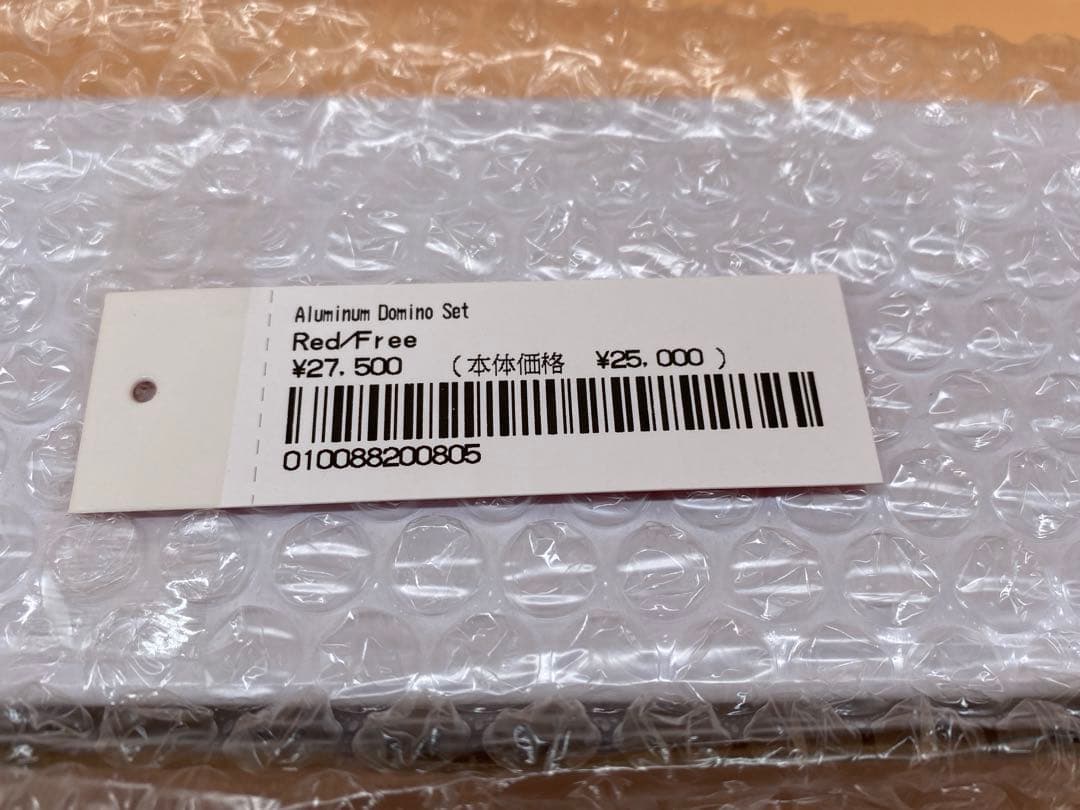 Aluminum Domino Set
Red/Free
¥27.500 (本体価格 ¥25,000)
010088200805